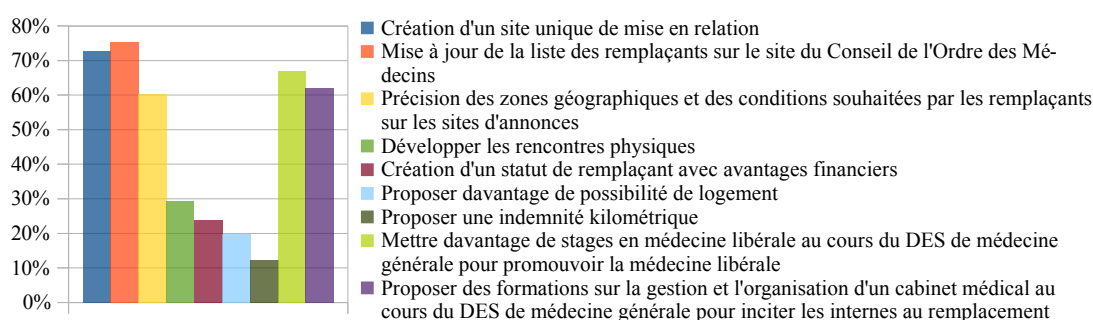 80%
70%
60%
50%
40%
30%
20%
10%
0%
Création d'un site unique de mise en relation
Mise à jour de la liste des remplaçants sur le site du Conseil de l'Ordre des Mé-
decins
Précision des zones géographiques et des conditions souhaitées par les remplaçants
sur les sites d'annonces
Développer les rencontres physiques
Création d'un statut de remplaçant avec avantages financiers
Proposer davantage de possibilité de logement
Proposer une indemnité kilométrique
Mettre davantage de stages en médecine libérale au cours du DES de médecine
générale pour promouvoir la médecine libérale
Proposer des formations sur la gestion et l'organisation d'un cabinet médical au
cours du DES de médecine générale pour inciter les internes au remplacement